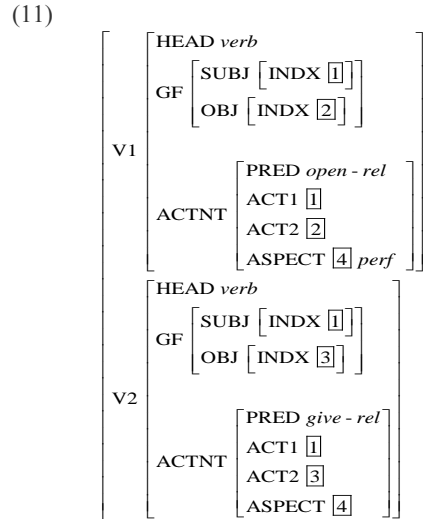 (11)
HEAD verb
SUBJ [INDX 1]
GF
OBJ [INDX 2]
V1
PRED open - rel
ACT1 1
ACTNT
ACT2 2
ASPECT 4 perf
HEAD verb
SUBJ [INDX 1]
GF
OBJ [INDX 3]
V2
PRED give - rel
ACT1 1
ACTNT
ACT2 3
ASPECT 4